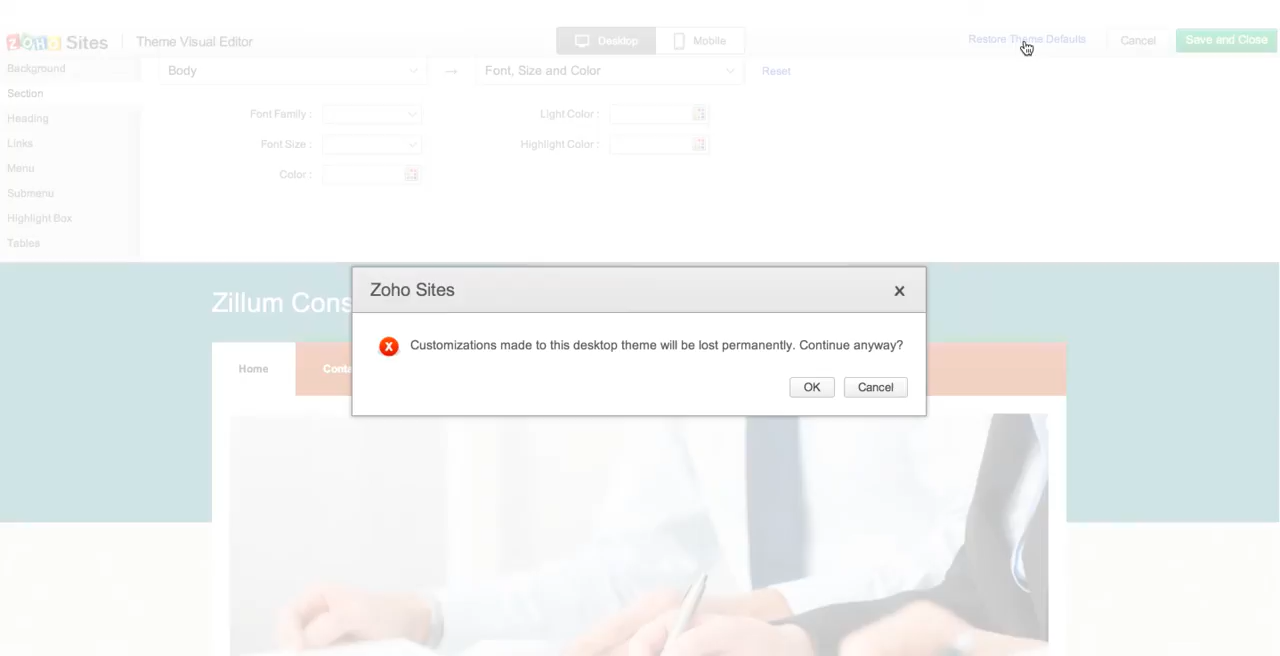 ZOHO Sites Theme Visual Editor Desktop Mobile Restore Theme Defaults Cancel Save and Close
Background
Body → Font, Size and Color Reset
Section
Heading
Font Family : Light Color :
Links
Font Size : Highlight Color :
Menu
Color :
Submenu
Highlight Box
Tables
Zillum Cons
Zoho Sites
Customizations made to this desktop theme will be lost permanently. Continue anyway?
OK Cancel
Home Conta